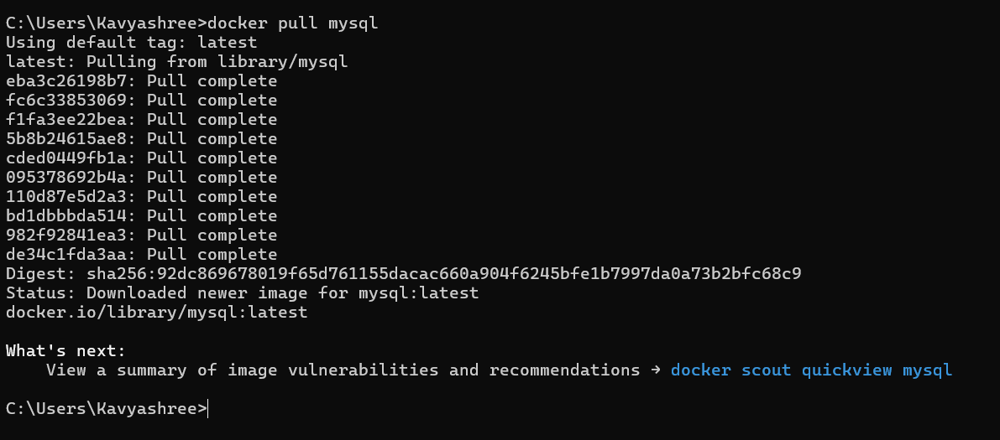 C:\Users\Kavyashree>docker pull mysql
Using default tag: latest
latest: Pulling from library/mysql
eba3c26198b7: Pull complete
fc6c33853069: Pull complete
f1fa3ee22bea: Pull complete
5b8b24615ae8: Pull complete
cded0449fb1a: Pull complete
095378692b4a: Pull complete
110d87e5d2a3: Pull complete
bd1dbbbda514: Pull complete
982f92841ea3: Pull complete
de34c1fda3aa: Pull complete
Digest: sha256:92dc869678019f65d761155dacac660a904f6245bfe1b7997da0a73b2bfc68c9
Status: Downloaded newer image for mysql:latest
docker.io/library/mysql:latest
What's next:
View a summary of image vulnerabilities and recommendations → docker scout quickview mysql
C:\Users\Kavyashree>